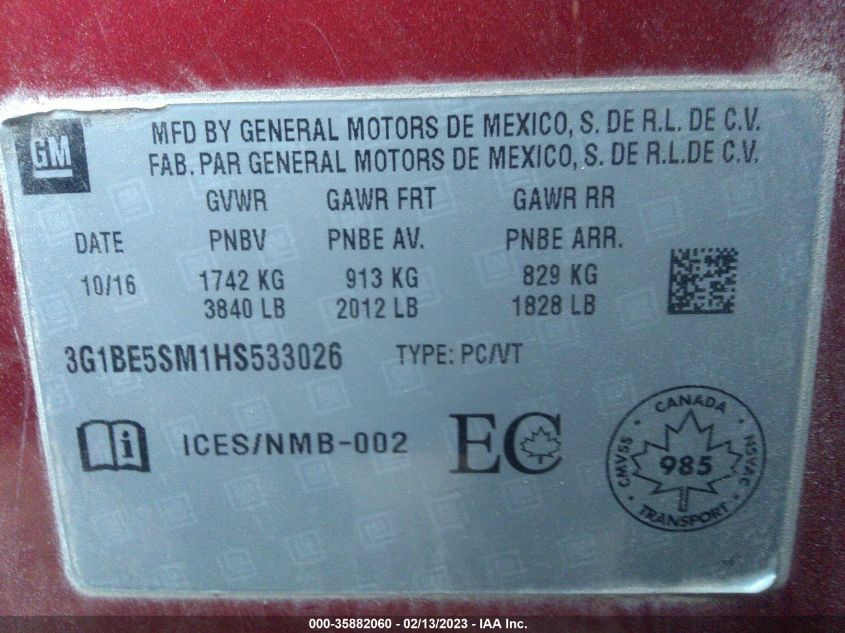 GM ®
MFD BY GENERAL MOTORS DE MEXICO, S. DE R.L. DE C.V.
FAB. PAR GENERAL MOTORS DE MEXICO, S. DE R.L.DE C.V.
GVWR GAWR FRT GAWR RR
DATE PNBV PNBE AV. PNBE ARR.
10/16 1742 KG 913 KG 829 KG
3840 LB 2012 LB 1828 LB
3G1BE5SM1HS533026 TYPE: PC/VT
ICES/NMB-002 EC
CANADA
CMVSS 985 NSVAC
TRANSPORT
000-35882060 - 02/13/2023 - IAA Inc.